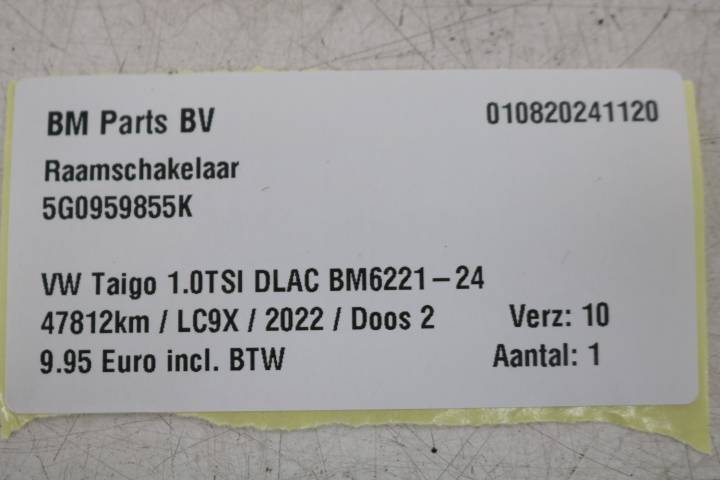 BM Parts BV 010820241120
Raamschakelaar
5G0959855K
VW Taigo 1.0TSI DLAC BM6221-24
47812km / LC9X / 2022 / Doos 2 Verz: 10
9.95 Euro incl. BTW Aantal: 1